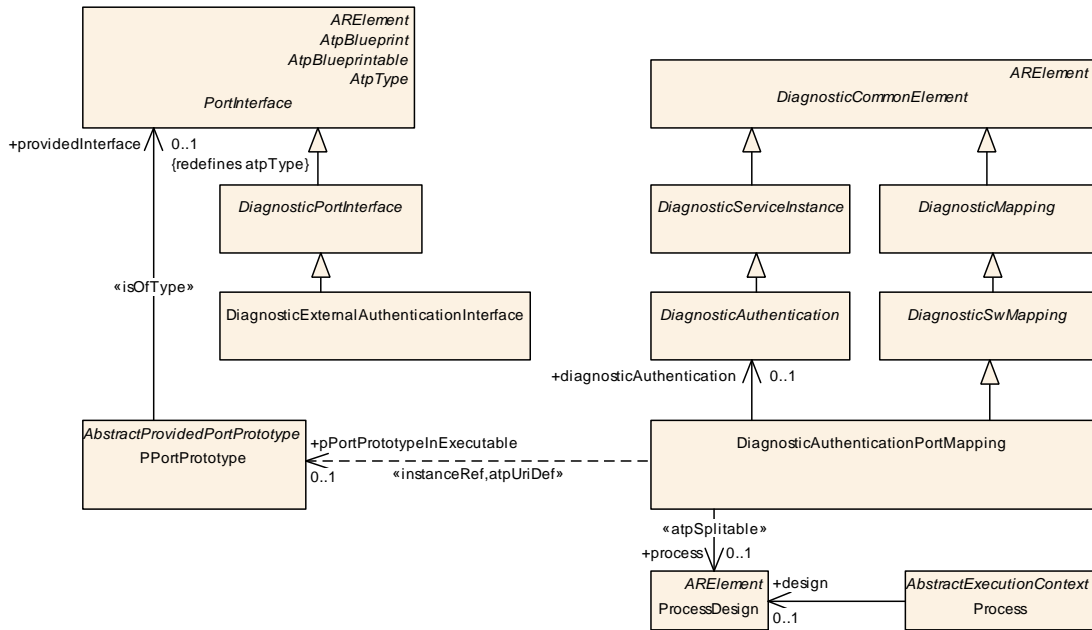 ARElement
AtpBlueprint
AtpBlueprintable
AtpType
PortInterface
ARElement
DiagnosticCommonElement
+providedInterface
0..1
{redefines atpType}
DiagnosticPortInterface
DiagnosticServiceInstance
DiagnosticMapping
«isOfType»
DiagnosticExternalAuthenticationInterface
DiagnosticAuthentication
DiagnosticSwMapping
+diagnosticAuthentication
0..1
AbstractProvidedPortPrototype
PPortPrototype
+pPortPrototypeInExecutable
0..1
«instanceRef,atpUriDef»
DiagnosticAuthenticationPortMapping
«atpSplitable»
+process
0..1
ARElement
ProcessDesign
+design
0..1
AbstractExecutionContext
Process